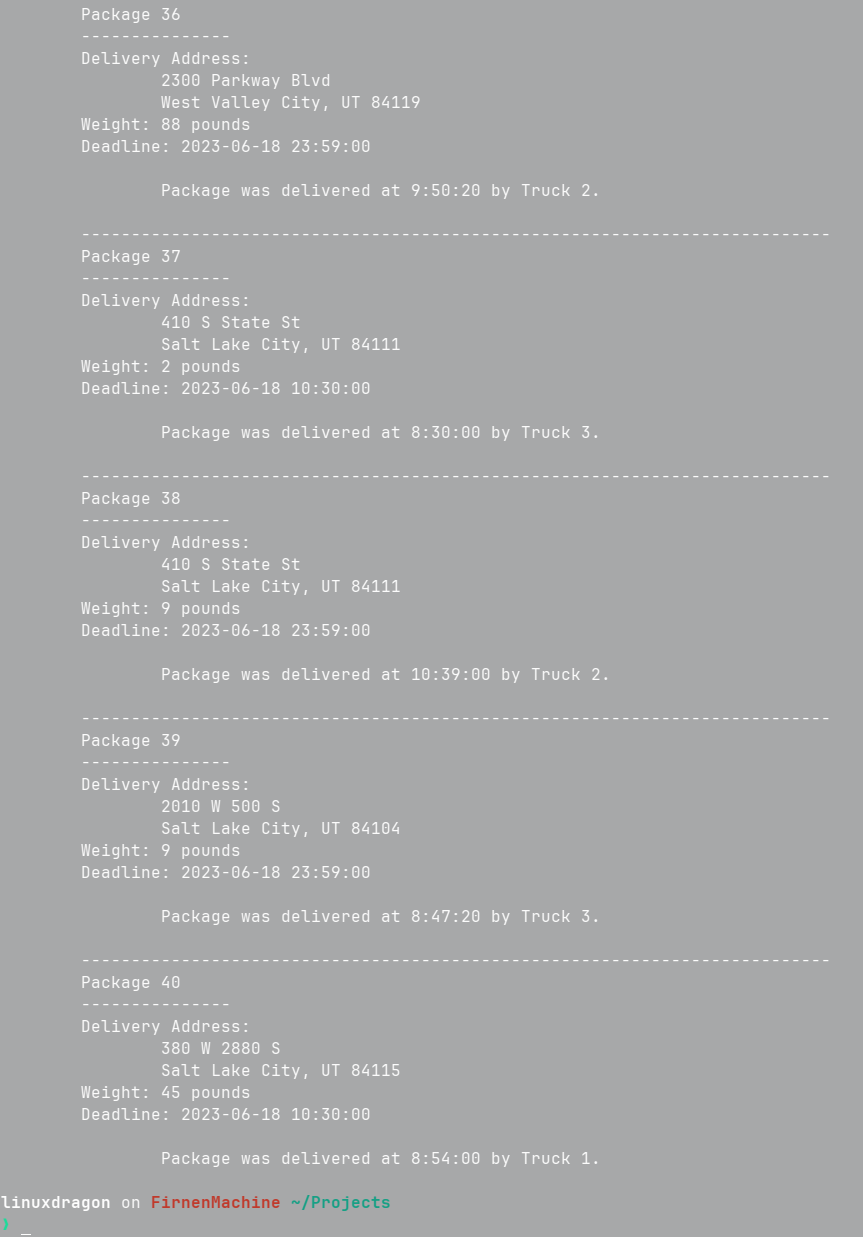 Package 36
---------------
Delivery Address:
2300 Parkway Blvd
West Valley City, UT 84119
Weight: 88 pounds
Deadline: 2023-06-18 23:59:00
Package was delivered at 9:50:20 by Truck 2.
---------------------------------------------------------------------------
Package 37
---------------
Delivery Address:
410 S State St
Salt Lake City, UT 84111
Weight: 2 pounds
Deadline: 2023-06-18 10:30:00
Package was delivered at 8:30:00 by Truck 3.
---------------------------------------------------------------------------
Package 38
---------------
Delivery Address:
410 S State St
Salt Lake City, UT 84111
Weight: 9 pounds
Deadline: 2023-06-18 23:59:00
Package was delivered at 10:39:00 by Truck 2.
---------------------------------------------------------------------------
Package 39
---------------
Delivery Address:
2010 W 500 S
Salt Lake City, UT 84104
Weight: 9 pounds
Deadline: 2023-06-18 23:59:00
Package was delivered at 8:47:20 by Truck 3.
---------------------------------------------------------------------------
Package 40
---------------
Delivery Address:
380 W 2880 S
Salt Lake City, UT 84115
Weight: 45 pounds
Deadline: 2023-06-18 10:30:00
Package was delivered at 8:54:00 by Truck 1.
linuxdragon on FirnenMachine ~/Projects
❯ _